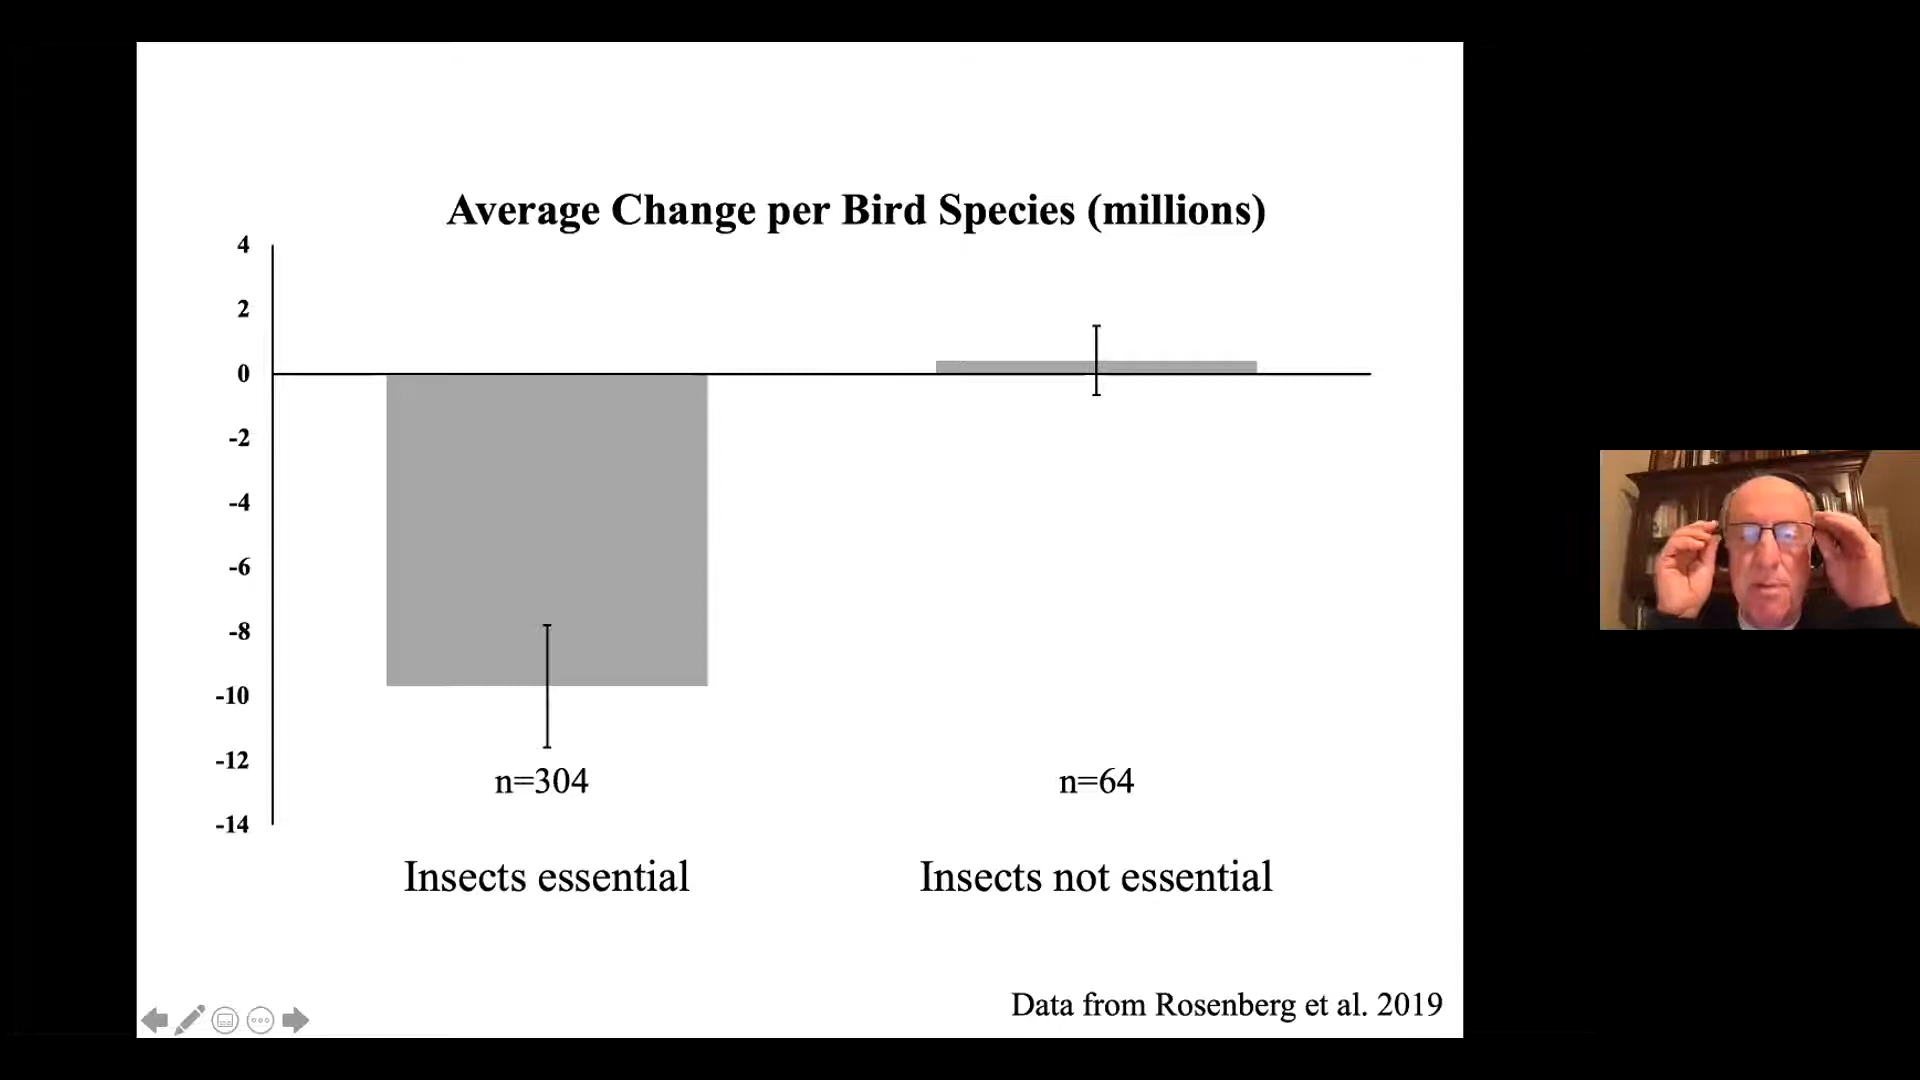 Average Change per Bird Species (millions)
4
2
0
-2
-4
-6
-8
-10
-12
-14
n=304
n=64
Insects essential
Insects not essential
Data from Rosenberg et al. 2019